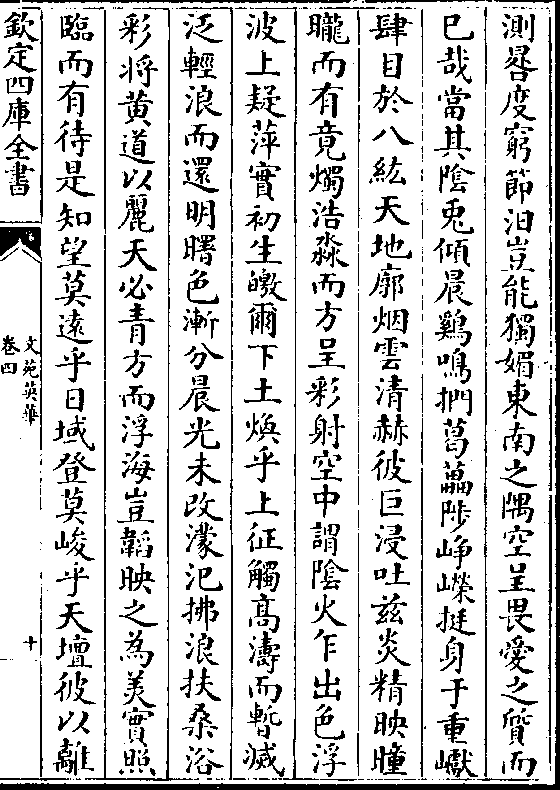 測晷度窮節汨豈能獨媚東南之隅空呈畏愛之質而
已哉當其陰兎傾晨鷄鳴捫葛藟陟崢嶸挺身于重巘
肆目於八紘天地廓烟雲清赫彼巨浸吐兹炎精映曈
曨而有竟燭浩淼而方呈彩射空中謂陰火乍出色浮
波上疑萍實初生皦爾下土煥乎上征觸髙濤而暫滅
泛輕浪而還明曙色漸分晨光未改濛汜拂浪扶桑浴
彩将黄道以麗天必青方而浮海豈韜映之為美實照
臨而有待是知望莫遠乎日域登莫峻乎天壇彼以離
欽定四庫全書
文苑英華
卷四
十